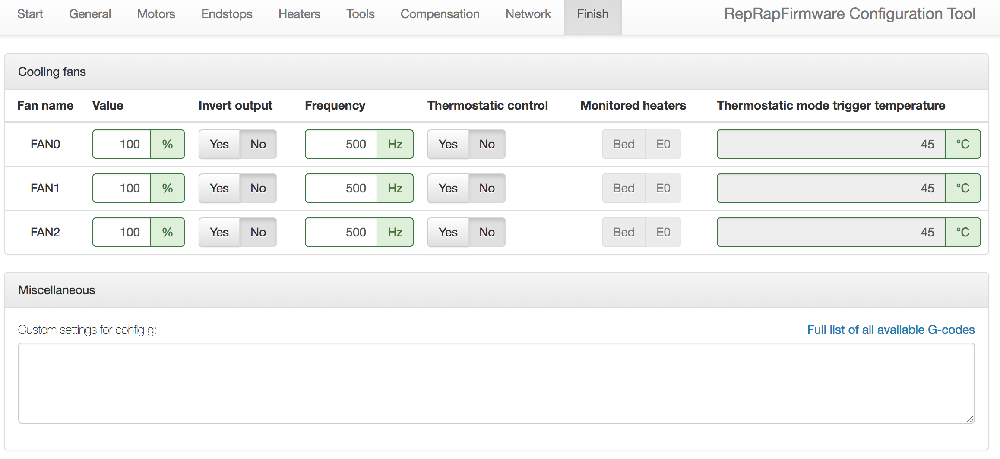 Start General Motors Endstops Heaters Tools Compensation Network Finish RepRapFirmware Configuration Tool
Cooling fans
Fan name Value Invert output Frequency Thermostatic control Monitored heaters Thermostatic mode trigger temperature
FAN0 100 % Yes No 500 Hz Yes No Bed E0 45 °C
FAN1 100 % Yes No 500 Hz Yes No Bed E0 45 °C
FAN2 100 % Yes No 500 Hz Yes No Bed E0 45 °C
Miscellaneous
Custom settings for config.g: Full list of all available G-codes